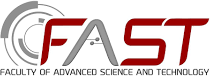 FAST
FACULTY OF ADVANCED SCIENCE AND TECHNOLOGY